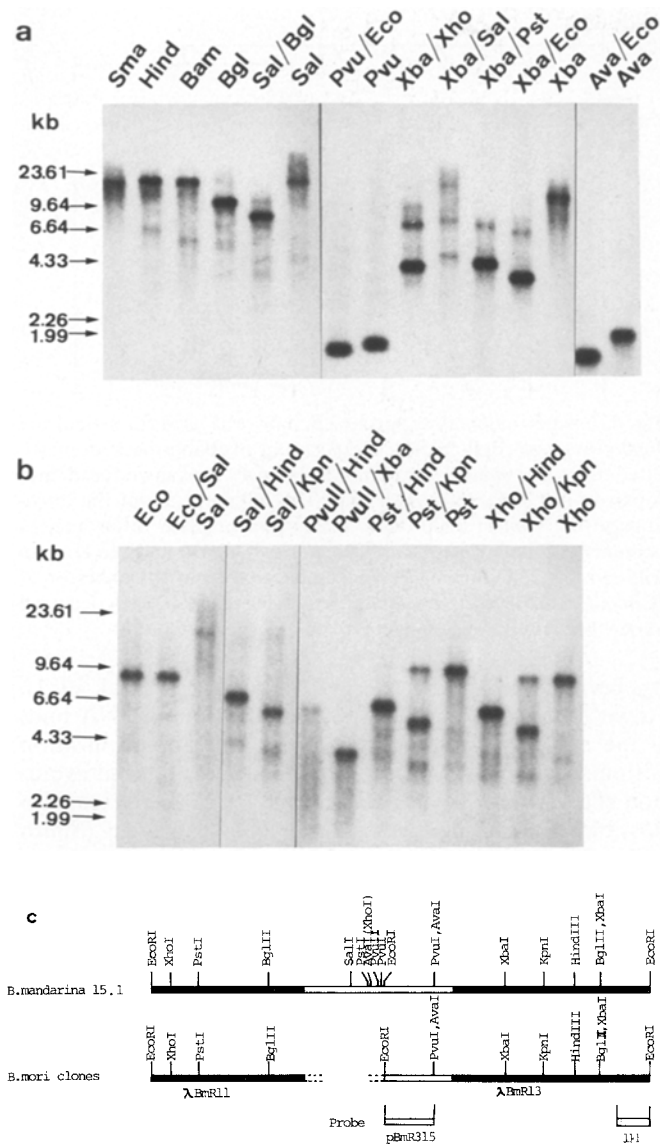 a
Sma Hind Bam Bgl Sal/Bgl Sal Pvu/Eco Pvu Xba/Xho Xba/Sal Xba/Pst Xba/Eco Xba Ava/Eco Ava
kb
23.61
9.64
6.64
4.33
2.26
1.99
b
Eco Eco/Sal Sal Sal/Hind Sal/Kpn PvuII/Hind PvuII/Xba Pst/Hind Pst/Kpn Pst Xho/Hind Xho/Kpn Xho
kb
23.61
9.64
6.64
4.33
2.26
1.99
c
EcoRI XhoI PstI BglII SalI PstI AvaI(XhoI) PvuI EcoRI PvuI,AvaI XbaI KpnI HindIII BglII,XbaI EcoRI
B.mandarina 15.1
EcoRI XhoI PstI BglII EcoRI PvuI,AvaI XbaI KpnI HindIII BglII,XbaI EcoRI
B.mori clones
λBmR11 λBmR13
Probe pBmR315